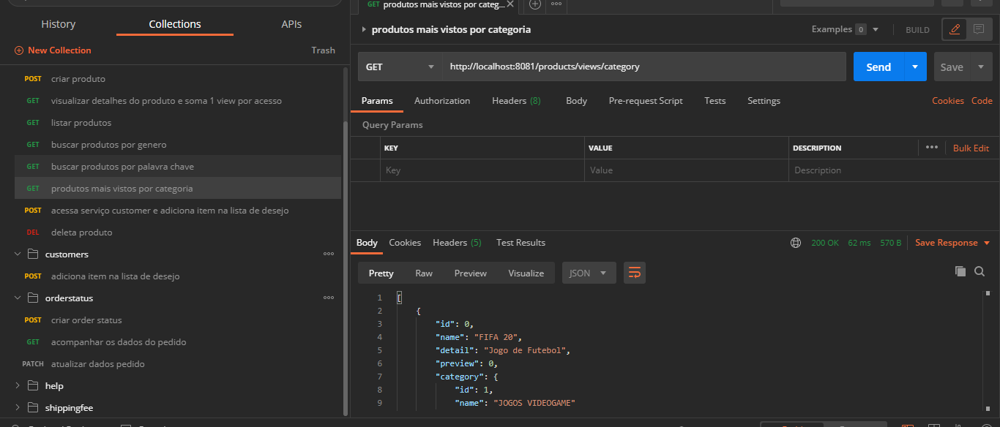 History Collections APIs
New Collection Trash
POST criar produto
GET visualizar detalhes do produto e soma 1 view por acesso
GET listar produtos
GET buscar produtos por genero
GET buscar produtos por palavra chave
GET produtos mais vistos por categoria
POST acessa serviço customer e adiciona item na lista de desejo
DEL deleta produto
customers
POST adiciona item na lista de desejo
orderstatus
POST criar order status
GET acompanhar os dados do pedido
PATCH atualizar dados pedido
help
shippingfee
GET produtos mais vistos por categ...
produtos mais vistos por categoria
Examples 0 BUILD
GET http://localhost:8081/products/views/category Send Save
Params Authorization Headers (8) Body Pre-request Script Tests Settings Cookies Code
Query Params
KEY VALUE DESCRIPTION Bulk Edit
Key Value Description
Body Cookies Headers (5) Test Results 200 OK 62 ms 570 B Save Response
Pretty Raw Preview Visualize JSON
1 [
2 {
3 "id": 0,
4 "name": "FIFA 20",
5 "detail": "Jogo de Futebol",
6 "preview": 0,
7 "category": {
8 "id": 1,
9 "name": "JOGOS VIDEOGAME"